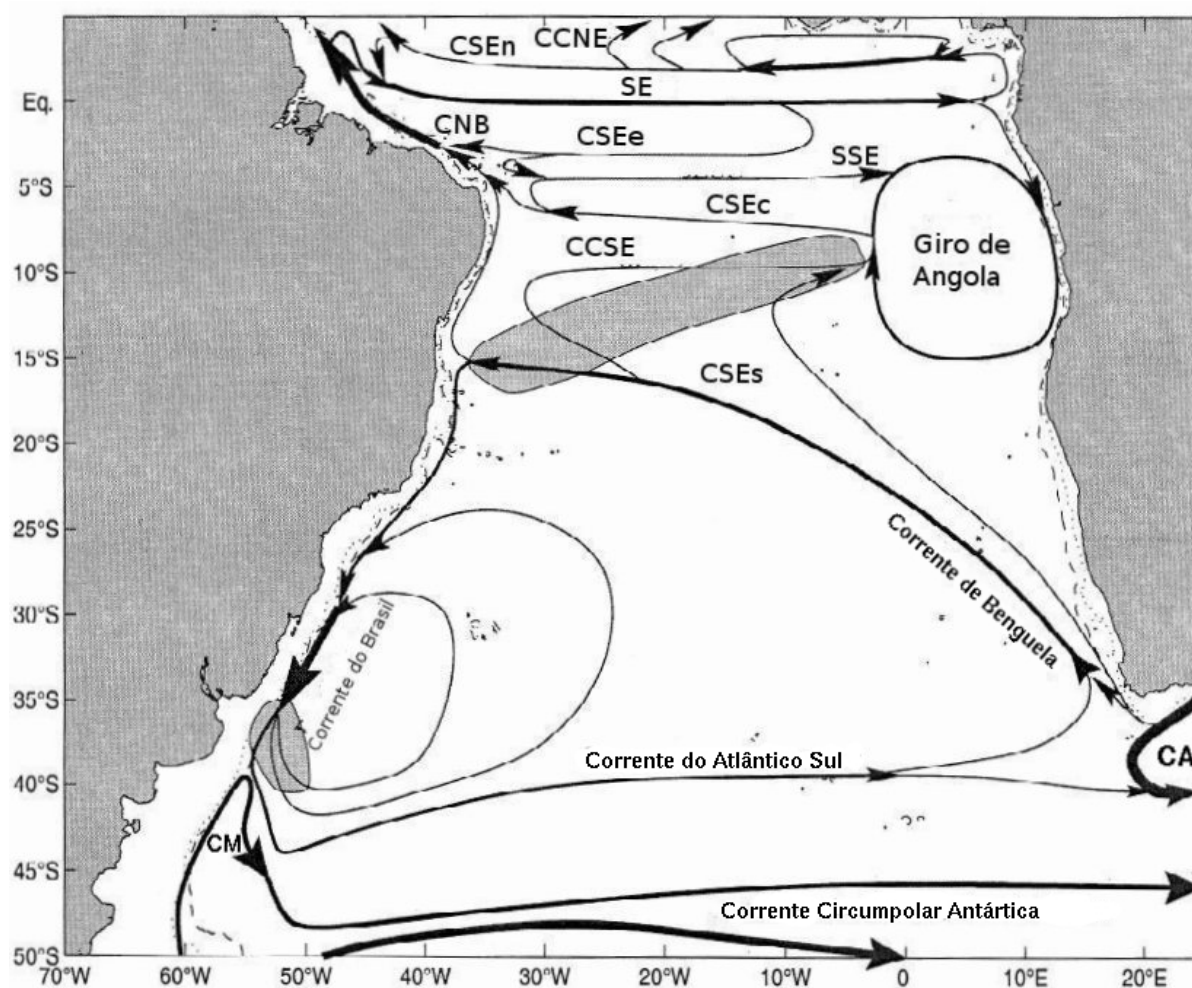 CSEn
CCNE
SE
Eq.
CNB
CSEe
SSE
5°S
CSEc
CCSE
Giro de
Angola
10°S
15°S
CSEs
20°S
25°S
Corrente de Benguela
30°S
Corrente do Brasil
35°S
Corrente do Atlântico Sul
CA
40°S
CM
45°S
Corrente Circumpolar Antártica
50°S
70°W
60°W
50°W
40°W
30°W
20°W
10°W
0
10°E
20°E